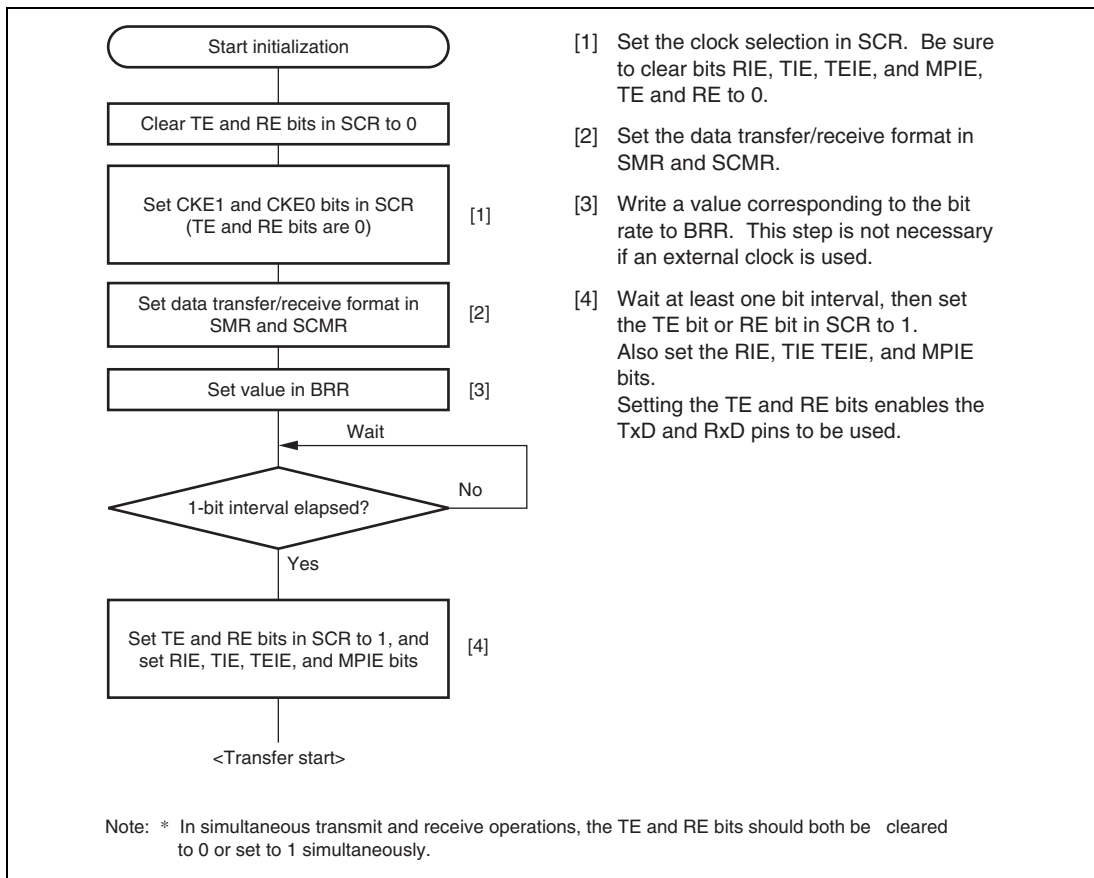 Start initialization
Clear TE and RE bits in SCR to 0
Set CKE1 and CKE0 bits in SCR
(TE and RE bits are 0)
[1]
Set data transfer/receive format in
SMR and SCMR
[2]
Set value in BRR
[3]
Wait
No
1-bit interval elapsed?
Yes
Set TE and RE bits in SCR to 1, and
set RIE, TIE, TEIE, and MPIE bits
[4]
<Transfer start>
[1] Set the clock selection in SCR. Be sure
to clear bits RIE, TIE, TEIE, and MPIE,
TE and RE to 0.
[2] Set the data transfer/receive format in
SMR and SCMR.
[3] Write a value corresponding to the bit
rate to BRR. This step is not necessary
if an external clock is used.
[4] Wait at least one bit interval, then set
the TE bit or RE bit in SCR to 1.
Also set the RIE, TIE TEIE, and MPIE
bits.
Setting the TE and RE bits enables the
TxD and RxD pins to be used.
Note: * In simultaneous transmit and receive operations, the TE and RE bits should both be cleared
to 0 or set to 1 simultaneously.